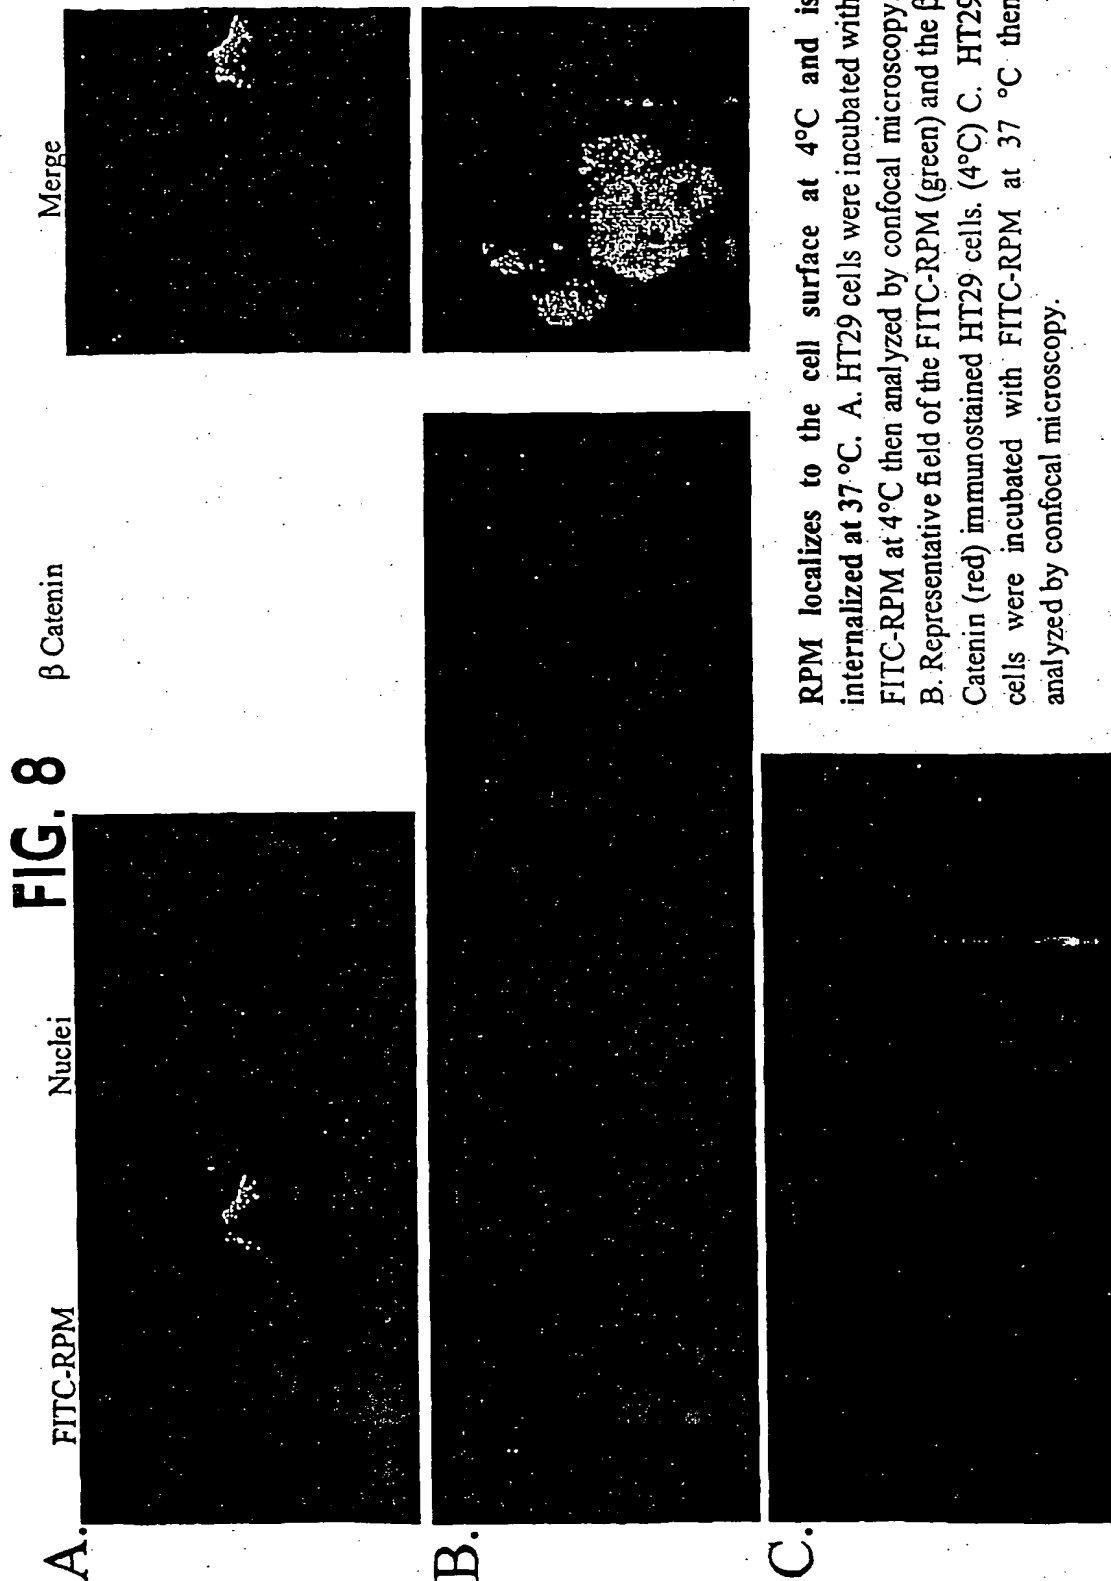 FIG. 8
FITC-RPM
Nuclei
β Catenin
Merge
A.
B.
C.
RPM localizes to the cell surface at 4°C and is
internalized at 37 °C. A. HT29 cells were incubated with
FITC-RPM at 4°C then analyzed by confocal microscopy.
B. Representative field of the FITC-RPM (green) and the β
Catenin (red) immunostained HT29 cells. (4°C) C. HT29
cells were incubated with FITC-RPM at 37 °C then
analyzed by confocal microscopy.